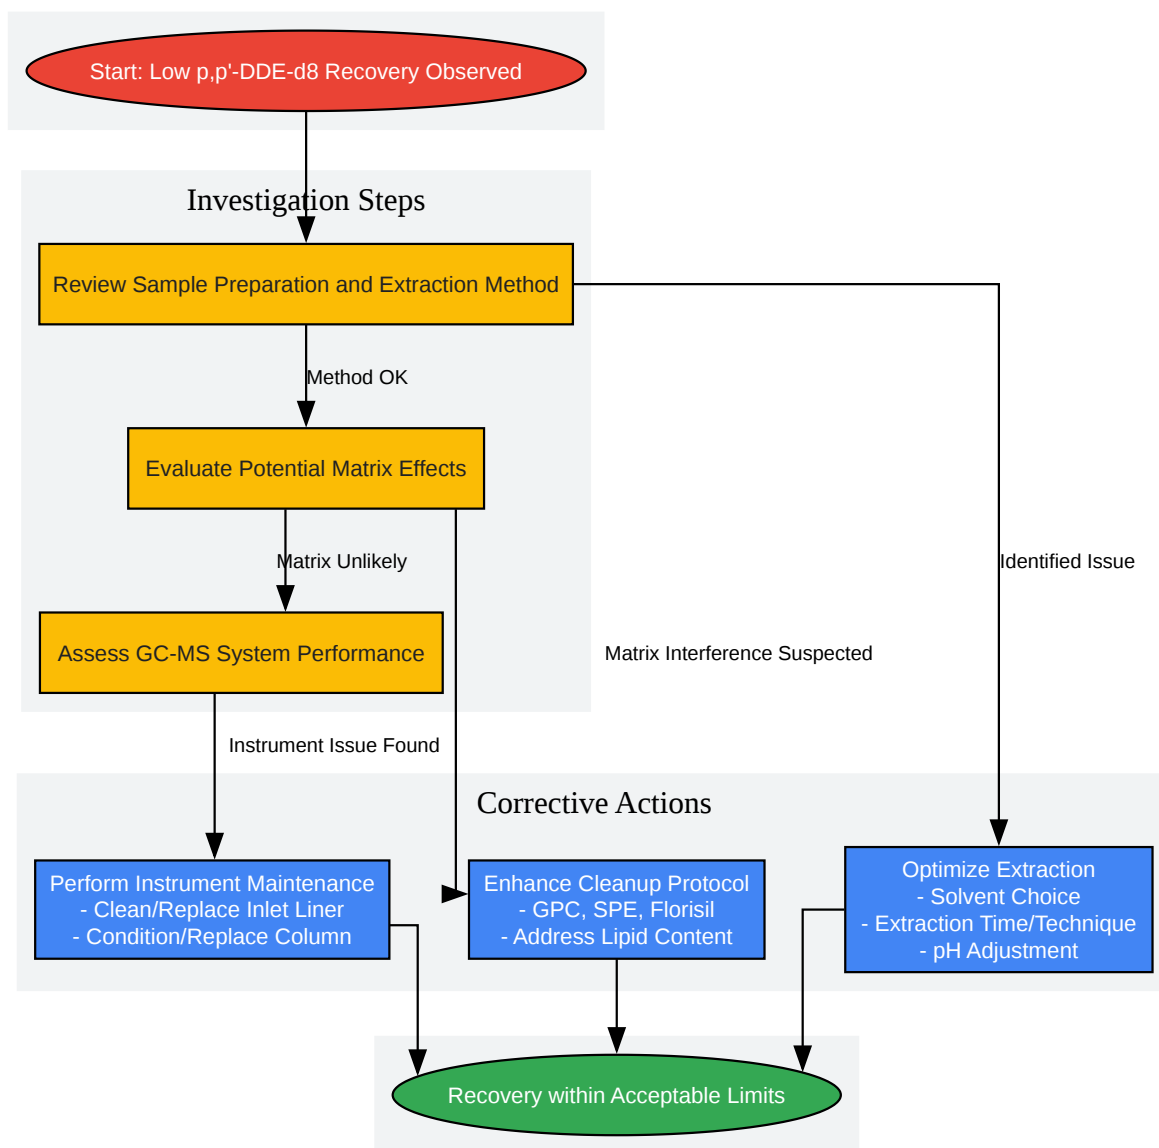 Start: Low p,p'-DDE-d8 Recovery Observed
Investigation Steps
Review Sample Preparation and Extraction Method
Method OK
Evaluate Potential Matrix Effects
Matrix Unlikely
Identified Issue
Assess GC-MS System Performance
Matrix Interference Suspected
Instrument Issue Found
Corrective Actions
Perform Instrument Maintenance
- Clean/Replace Inlet Liner
- Condition/Replace Column
Enhance Cleanup Protocol
- GPC, SPE, Florisil
- Address Lipid Content
Optimize Extraction
- Solvent Choice
- Extraction Time/Technique
- pH Adjustment
Recovery within Acceptable Limits